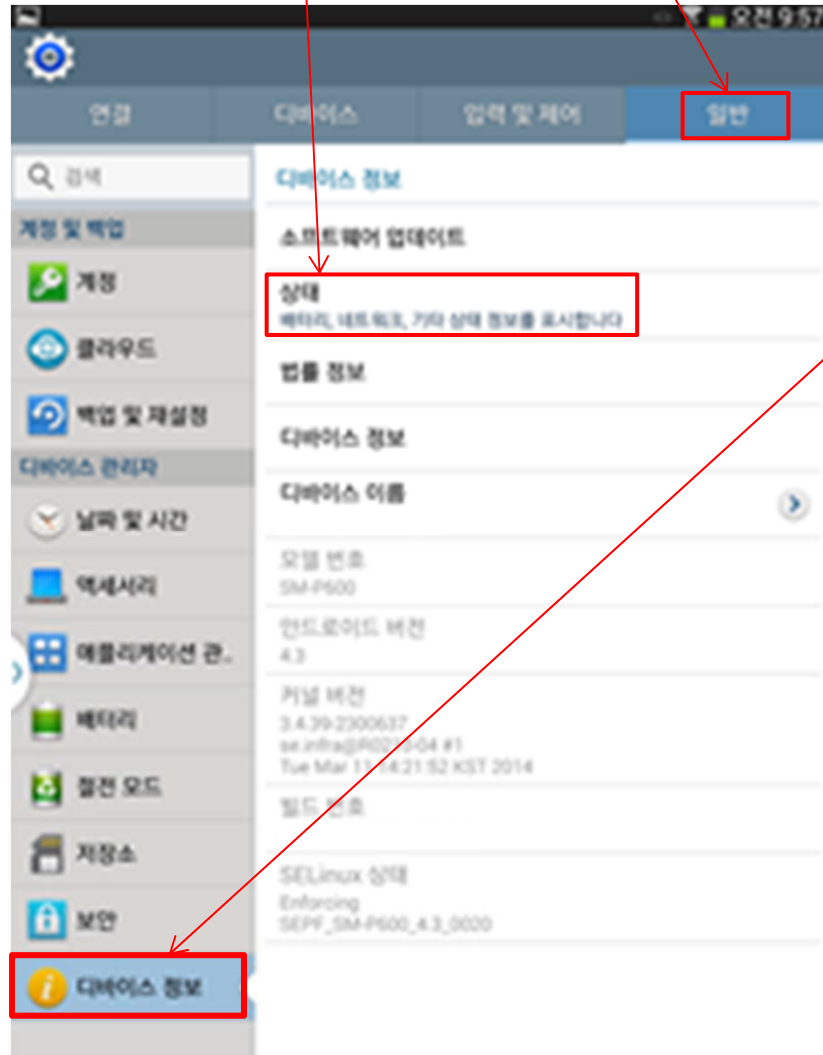 오전 9:57
연결
디바이스
입력 및 제어
일반
검색
계정 및 백업
계정
클라우드
백업 및 재설정
디바이스 관리자
날짜 및 시간
액세서리
애플리케이션 관..
배터리
절전 모드
저장소
보안
디바이스 정보
디바이스 정보
소프트웨어 업데이트
상태
배터리, 네트워크, 기타 상태 정보를 표시합니다
법률 정보
디바이스 정보
디바이스 이름
모델 번호
SM-P600
안드로이드 버전
4.3
커널 버전
3.4.39-2300637
se.infra@R0210-04 #1
Tue Mar 11 14:21:52 KST 2014
빌드 번호
SELinux 상태
Enforcing
SEPF_SM-P600_4.3_0020